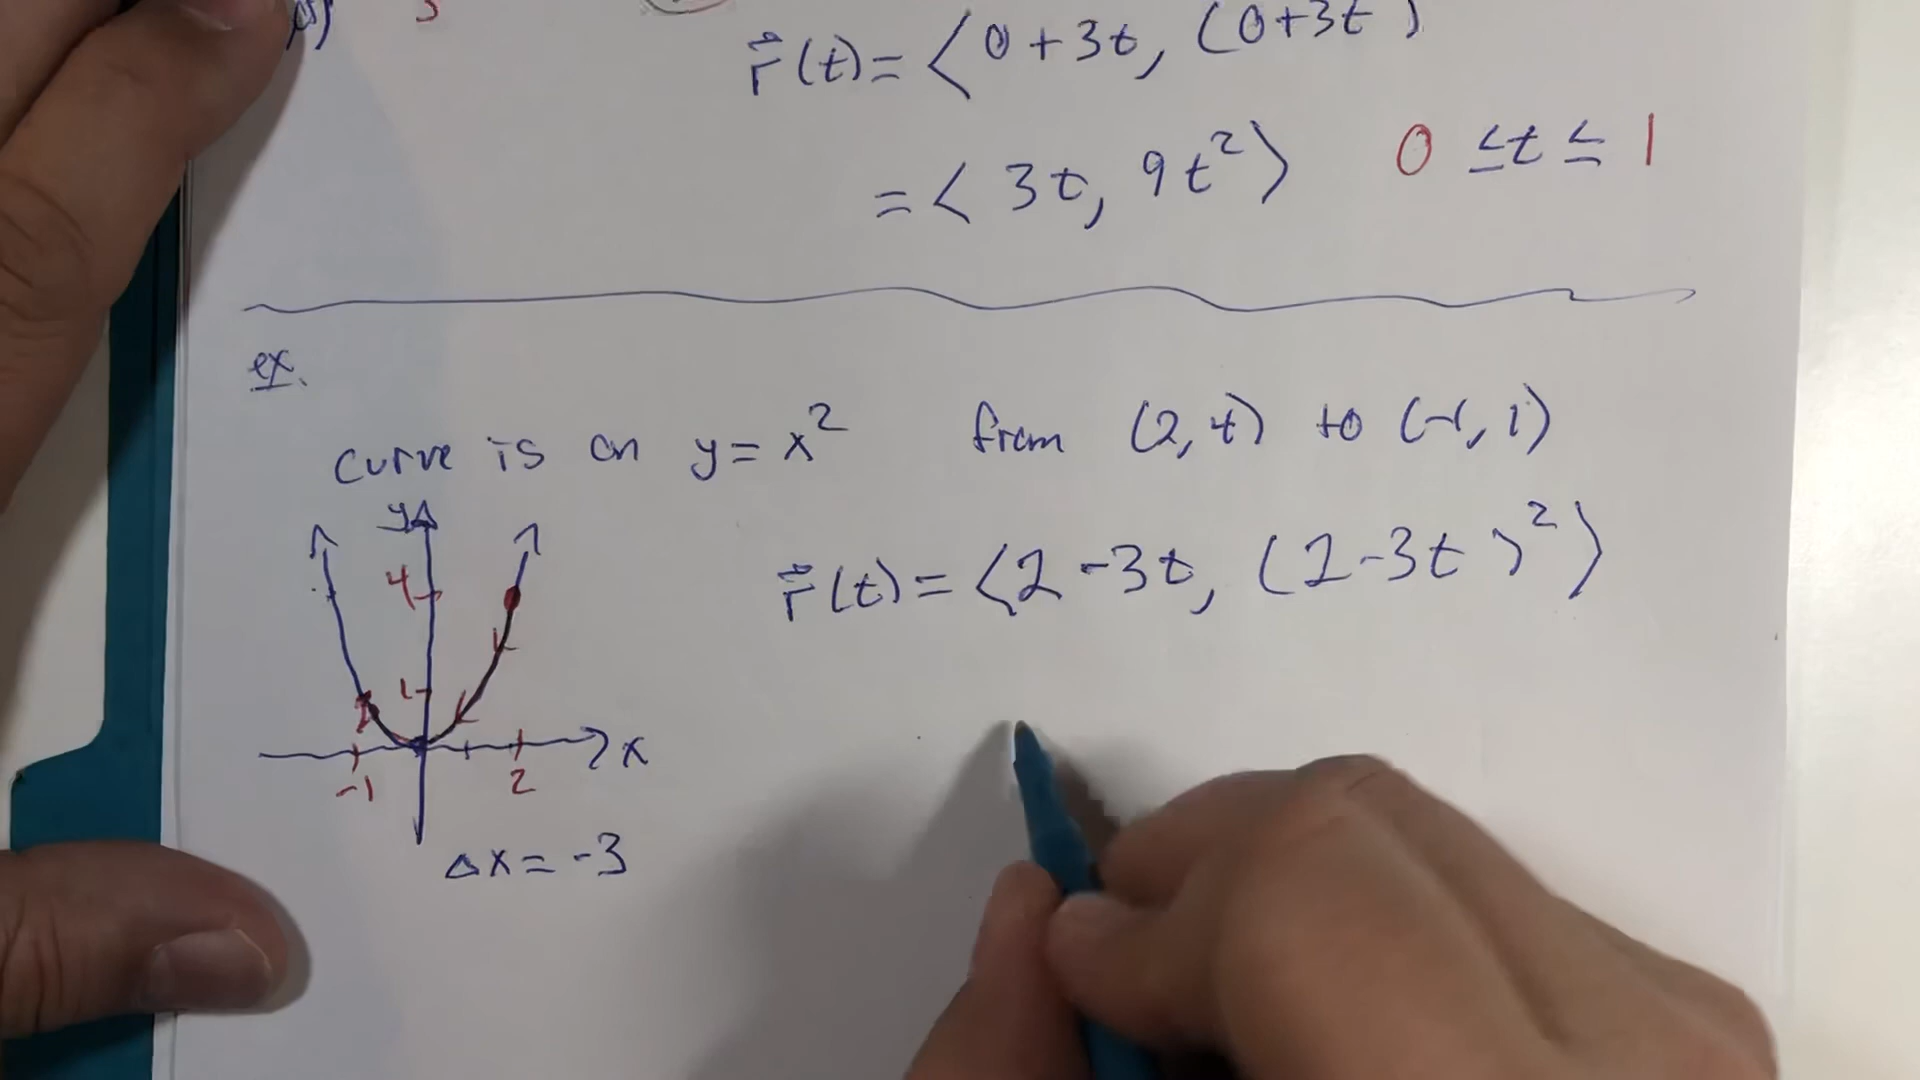 3
r⃗(t)=⟨0+3t, (0+3t)
=⟨3t, 9t²⟩ 0 ≤t≤ 1
ex.
curve is on y=x² from (2,4) to (-1,1)
y
r⃗(t)=⟨2-3t, (2-3t)²⟩
4
1
x
-1 2
Δx=-3